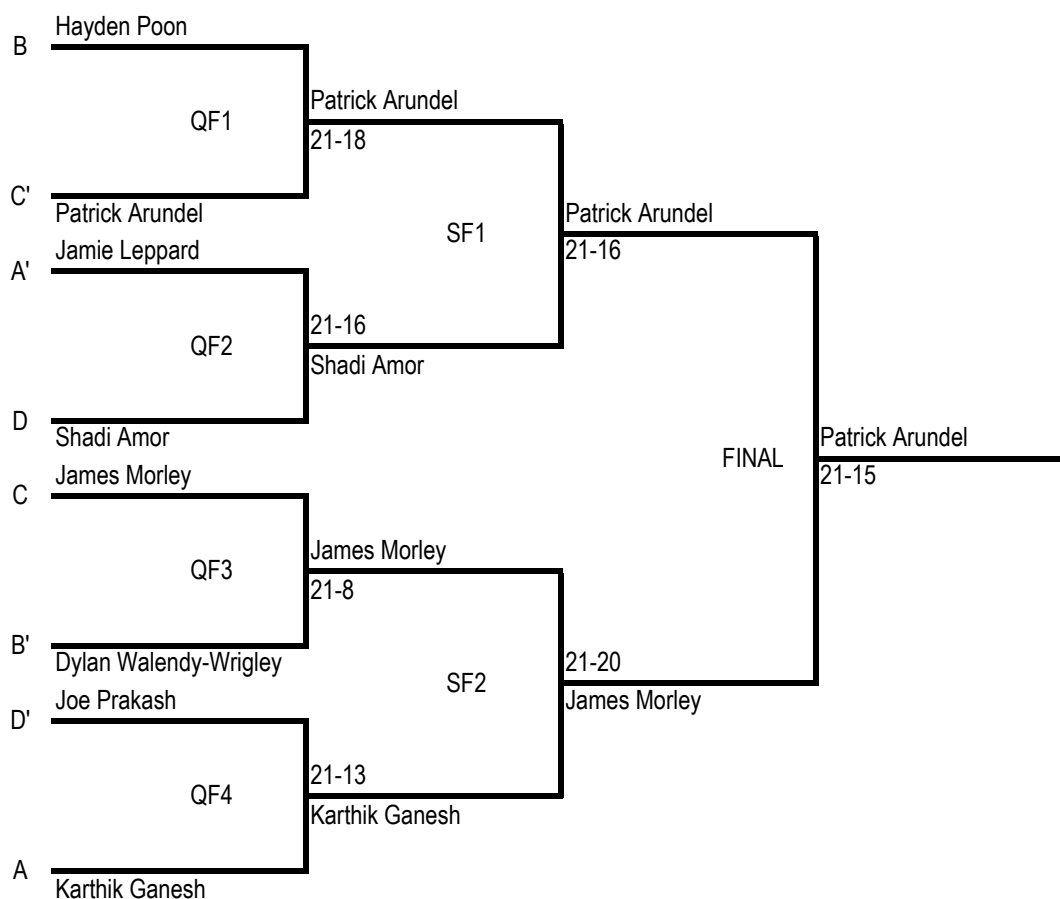 Hayden Poon
B
Patrick Arundel
QF1
21-18
C'
Patrick Arundel
Patrick Arundel
SF1
21-16
Jamie Leppard
A'
21-16
QF2
Shadi Amor
D
Shadi Amor
Patrick Arundel
FINAL
21-15
James Morley
C
James Morley
QF3
21-8
B'
Dylan Walendy-Wrigley
21-20
SF2
James Morley
Joe Prakash
D'
21-13
QF4
Karthik Ganesh
A
Karthik Ganesh